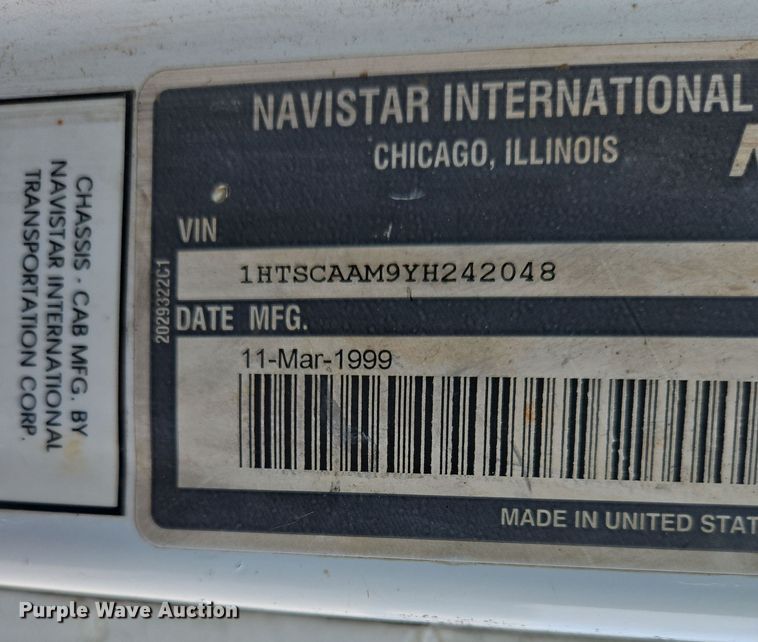 CHASSIS - CAB MFG. BY
NAVISTAR INTERNATIONAL
TRANSPORTATION CORP.
NAVISTAR INTERNATIONAL
CHICAGO, ILLINOIS
VIN
1HTSCAAM9YH242048
2029322C1
DATE MFG.
11-Mar-1999
MADE IN UNITED STAT
Purple Wave Auction